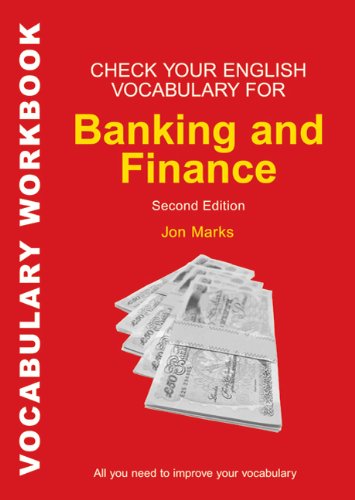 VOCABULARY WORKBOOK
CHECK YOUR ENGLISH
VOCABULARY FOR
Banking and
Finance
Second Edition
Jon Marks
£50
All you need to improve your vocabulary